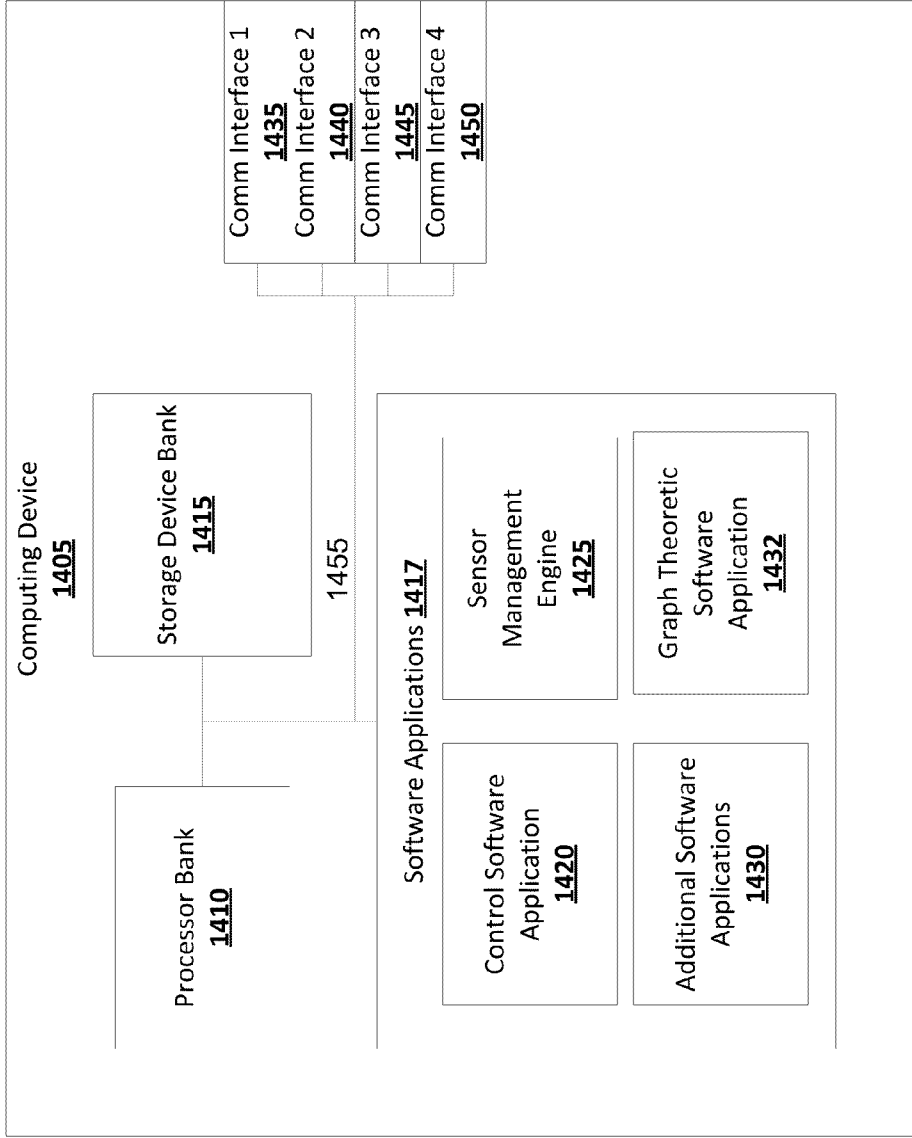 Computing Device
1405
Processor Bank
1410
Storage Device Bank
1415
1455
Software Applications 1417
Control Software
Application
1420
Sensor
Management
Engine
1425
Additional Software
Applications
1430
Graph Theoretic
Software
Application
1432
Comm Interface 1
1435
Comm Interface 2
1440
Comm Interface 3
1445
Comm Interface 4
1450